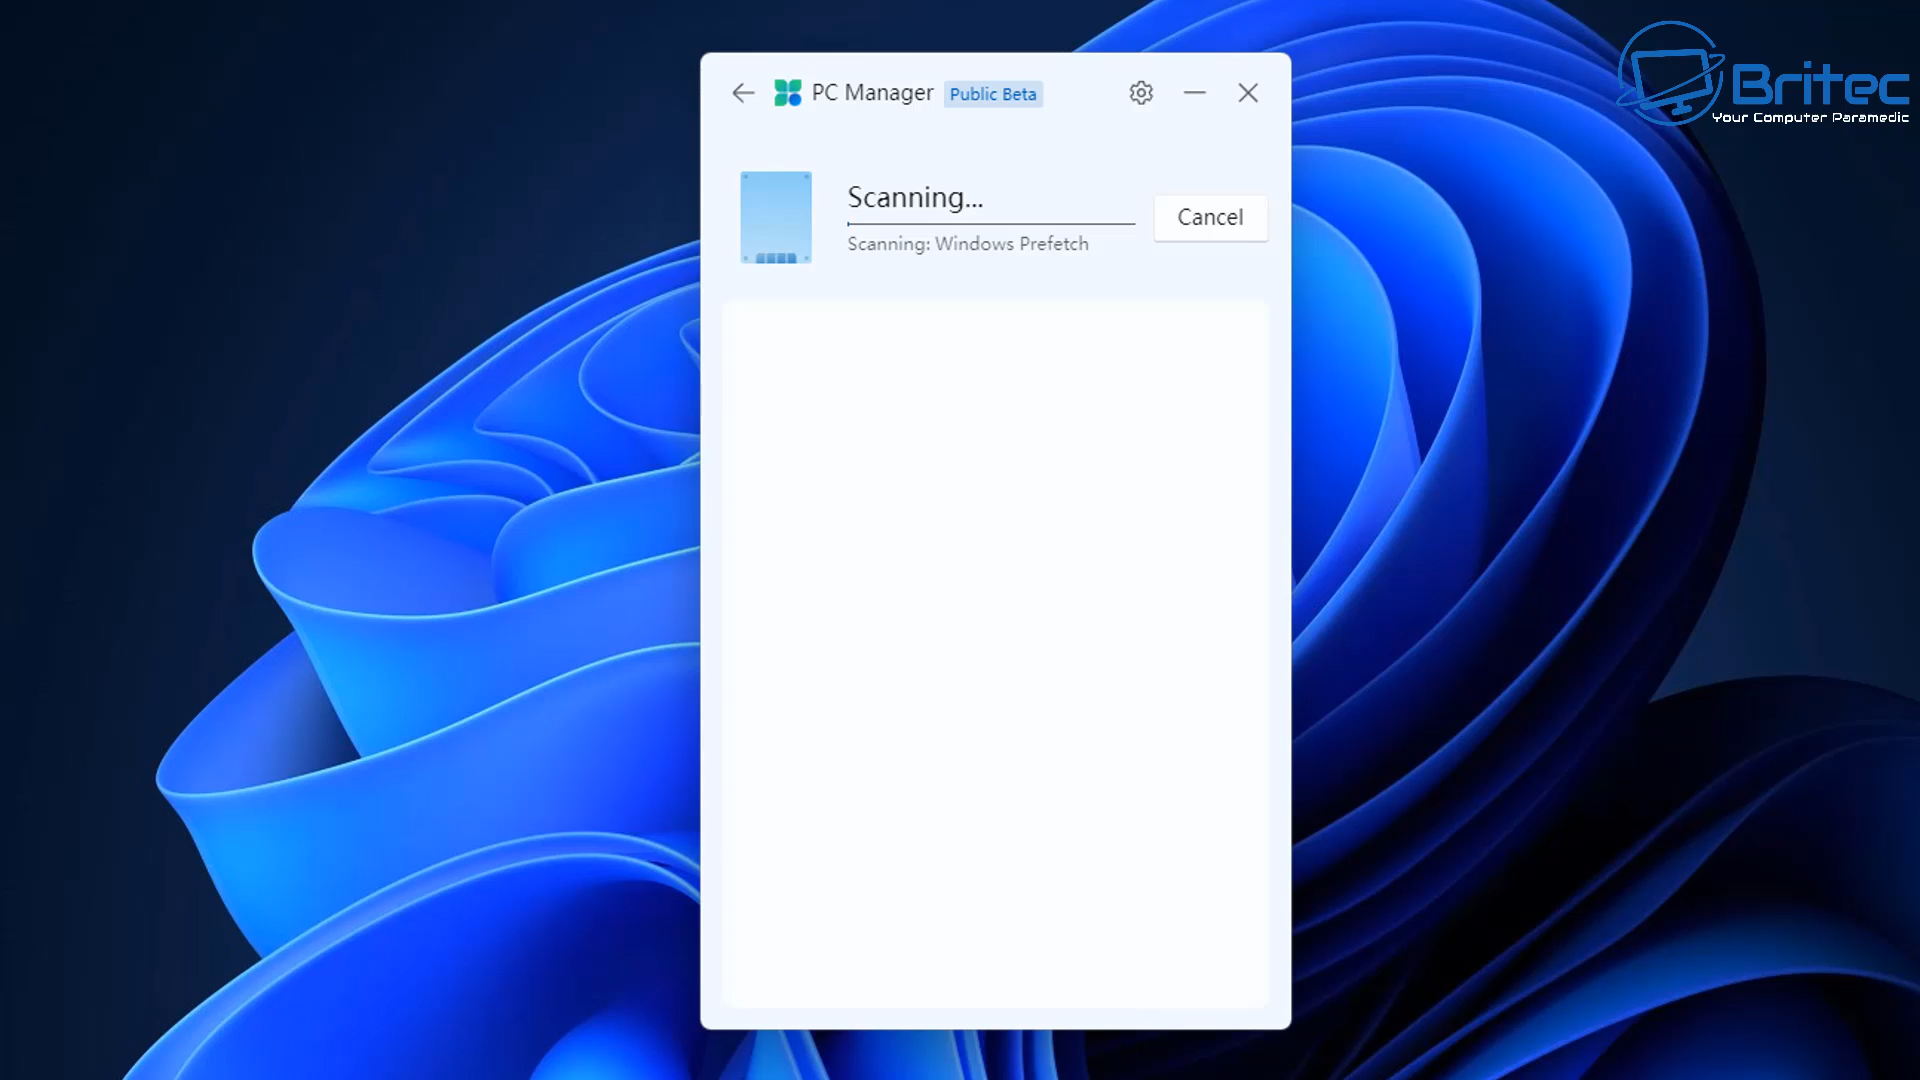 PC Manager Public Beta
Scanning...
Scanning: Windows Prefetch
Cancel
Britec
Your Computer Paramedic